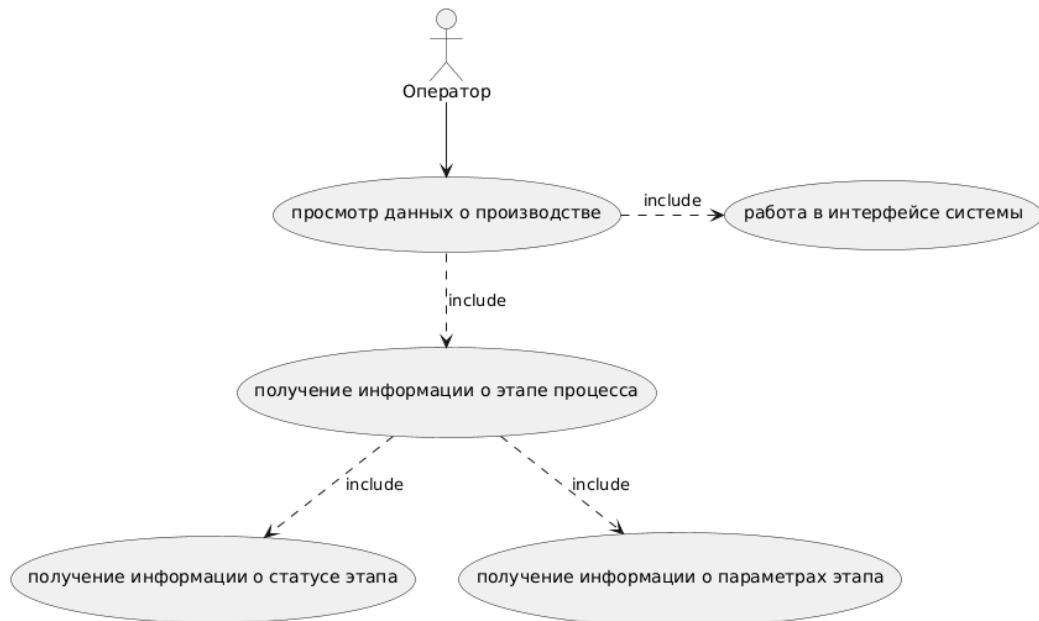 Оператор
просмотр данных о производстве
include
работа в интерфейсе системы
include
получение информации о этапе процесса
include
include
получение информации о статусе этапа
получение информации о параметрах этапа